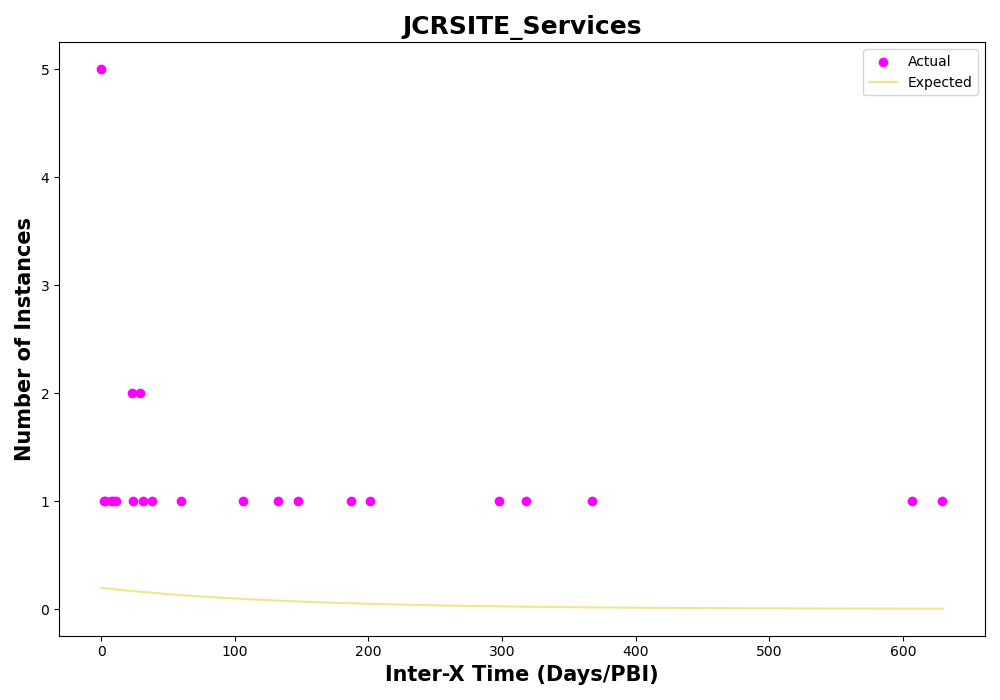 JCRSITE_Services
Actual
Expected
Number of Instances
5
4
3
2
1
0
0 100 200 300 400 500 600
Inter-X Time (Days/PBI)